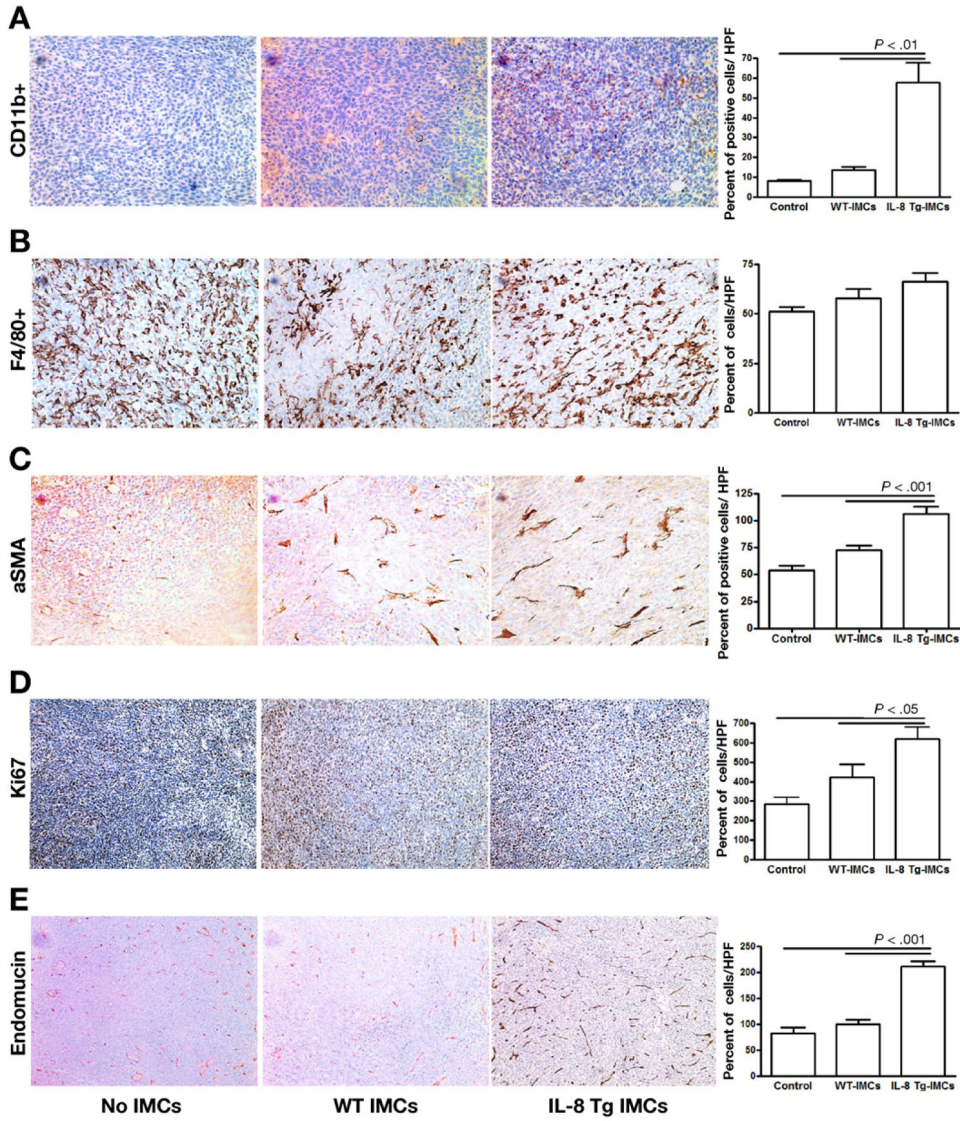 A
CD11b+
P < .01
Percent of positive cells/ HPF
70
60
50
40
30
20
10
0
Control WT-IMCs IL-8 Tg-IMCs
B
F4/80+
Percent of cells/HPF
75
50
25
0
Control WT-IMCs IL-8 Tg-IMCs
C
aSMA
P < .001
Percent of positive cells/ HPF
125
100
75
50
25
0
Control WT-IMCs IL-8 Tg-IMCs
D
Ki67
P < .05
Percent of cells/HPF
700
600
500
400
300
200
100
0
Control WT-IMCs IL-8 Tg-IMCs
E
Endomucin
P < .001
Percent of cells/HPF
250
200
150
100
50
0
Control WT-IMCs IL-8 Tg-IMCs
No IMCs WT IMCs IL-8 Tg IMCs